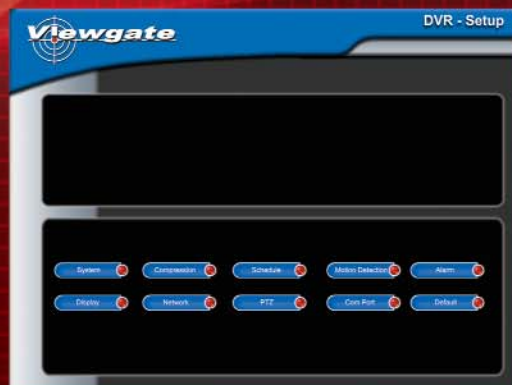 Viewgate
DVR - Setup
System
Compression
Schedule
Motion Detection
Alarm
Display
Network
PTZ
Com Port
Default